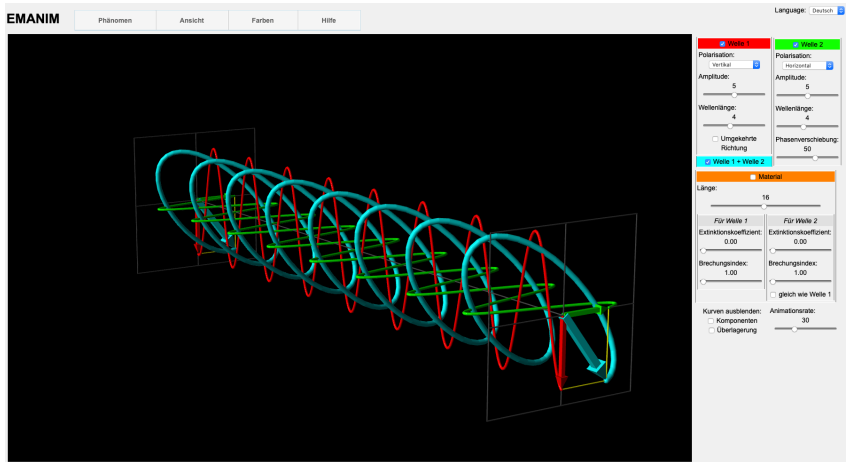 Language: Deutsch
EMANIM
Phänomen Ansicht Farben Hilfe
Welle 1
Polarisation:
Vertikal
Amplitude:
5
Wellenlänge:
4
Umgekehrte
Richtung
Welle 1 + Welle 2
Welle 2
Polarisation:
Horizontal
Amplitude:
5
Wellenlänge:
4
Phasenverschiebung:
50
Material
Länge:
16
Für Welle 1
Extinktionskoeffizient:
0.00
Brechungsindex:
1.00
Für Welle 2
Extinktionskoeffizient:
0.00
Brechungsindex:
1.00
gleich wie Welle 1
Kurven ausblenden:
Komponenten
Überlagerung
Animationsrate:
30